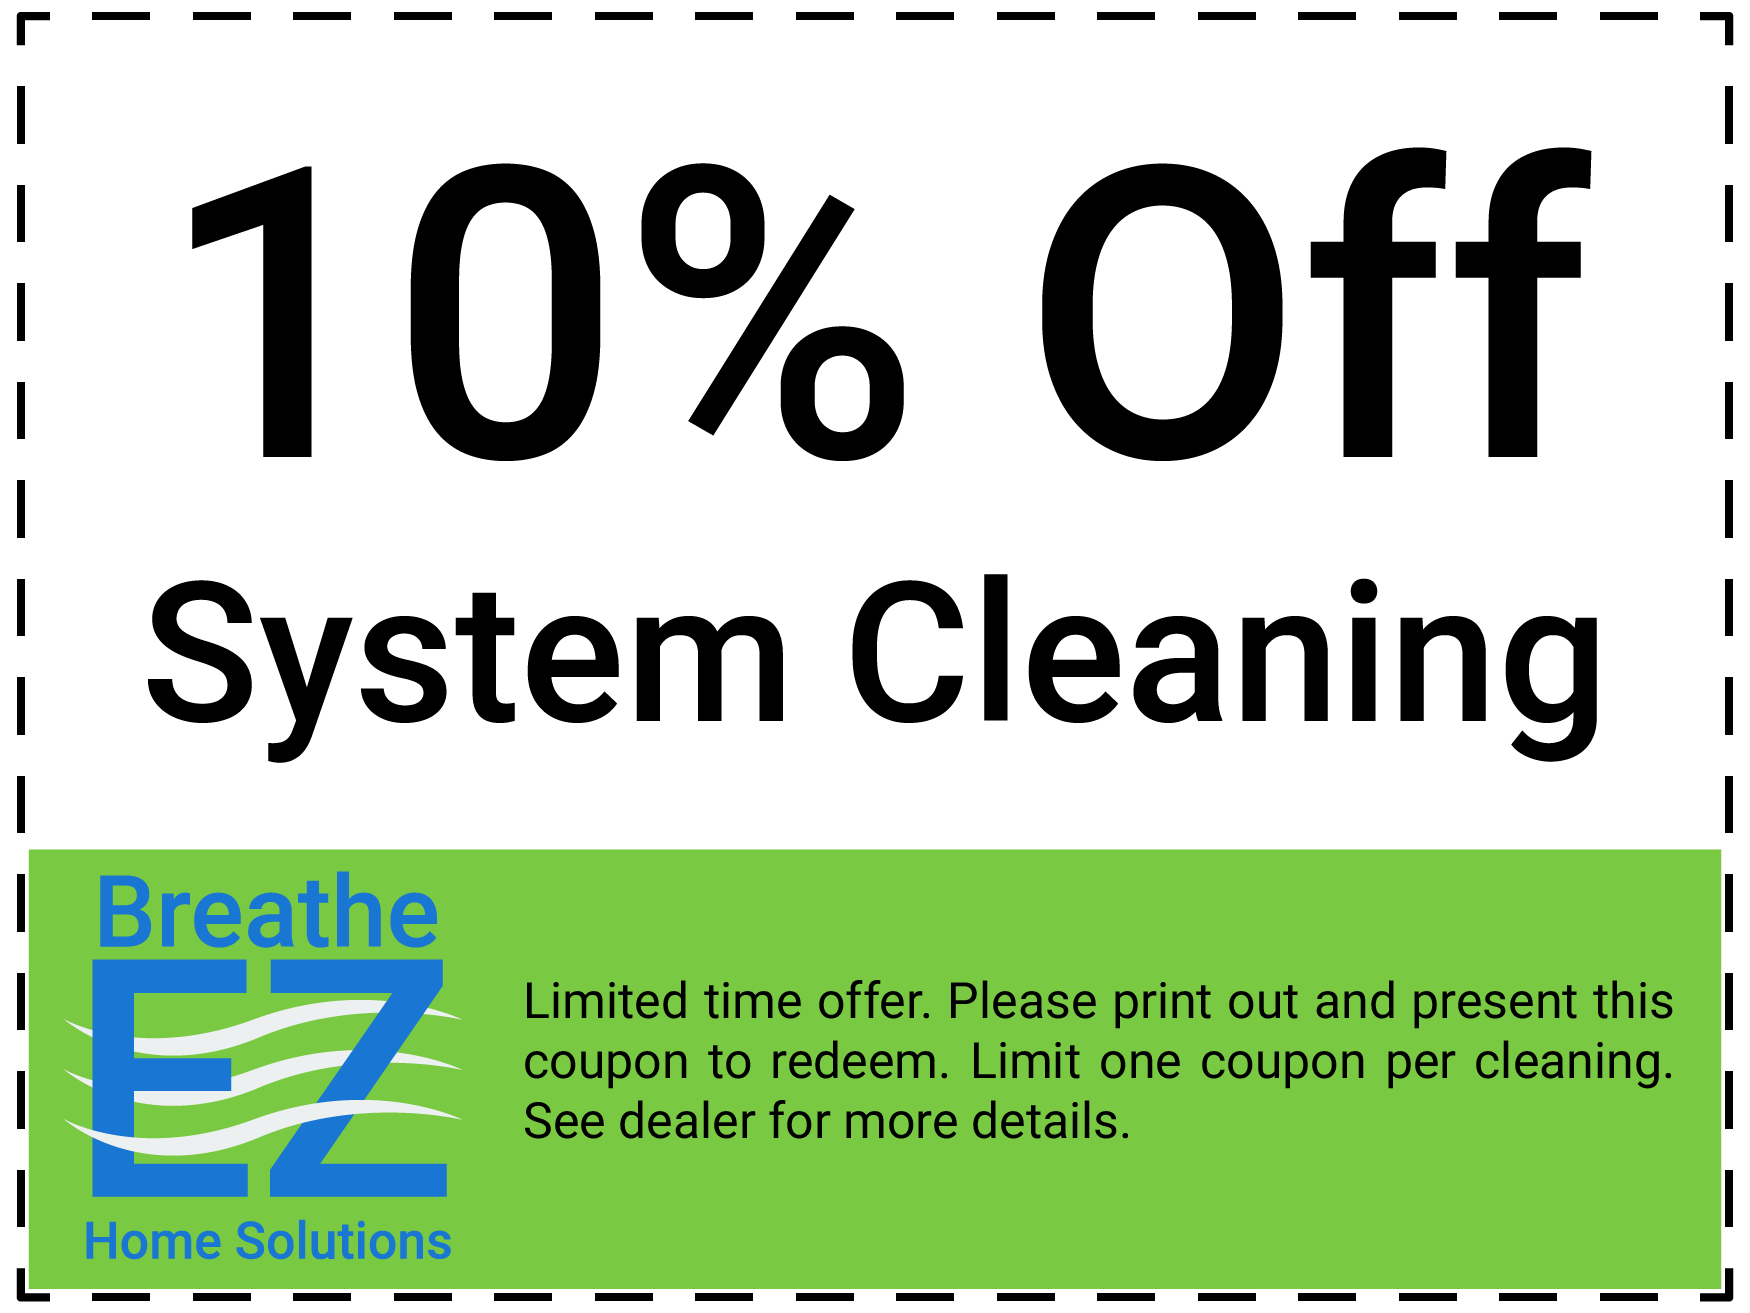 10% Off
System Cleaning
Breathe
EZ
Home Solutions
Limited time offer. Please print out and present this
coupon to redeem. Limit one coupon per cleaning.
See dealer for more details.